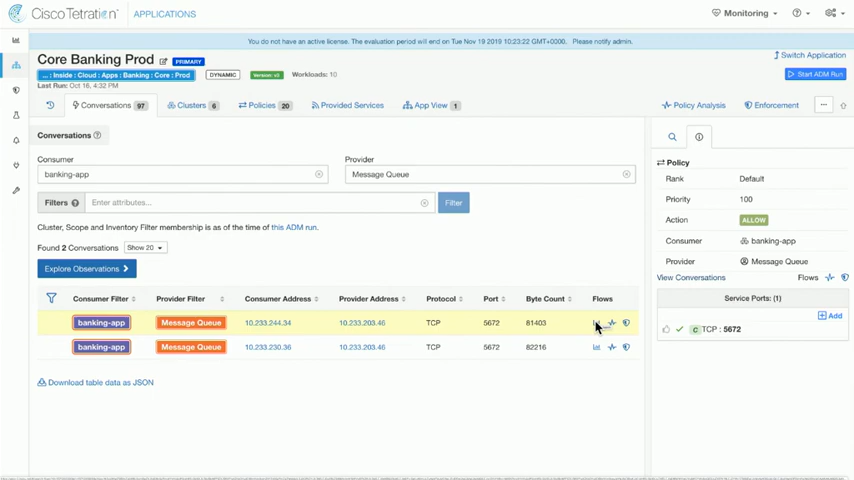 CiscoTetration™ APPLICATIONS Monitoring
You do not have an active license. The evaluation period will end on Tue Nov 19 2019 10:23:22 GMT+0000. Please notify admin.
Core Banking Prod PRIMARY
Switch Application
... : Inside : Cloud : Apps : Banking : Core : Prod DYNAMIC Version: v3 Workloads: 10
Start ADM Run
Last Run: Oct 16, 4:32 PM
Conversations 97 Clusters 6 Policies 20 Provided Services App View 1 Policy Analysis Enforcement ...
Conversations
Consumer Provider
banking-app Message Queue
Filters Enter attributes... Filter
Cluster, Scope and Inventory Filter membership is as of the time of this ADM run.
Found 2 Conversations Show 20
Explore Observations
Consumer Filter Provider Filter Consumer Address Provider Address Protocol Port Byte Count Flows
banking-app Message Queue 10.233.244.34 10.233.203.46 TCP 5672 81403
banking-app Message Queue 10.233.230.36 10.233.203.46 TCP 5672 82216
Download table data as JSON
Policy
Rank Default
Priority 100
Action ALLOW
Consumer banking-app
Provider Message Queue
View Conversations Flows
Service Ports: (1)
Add
C TCP : 5672